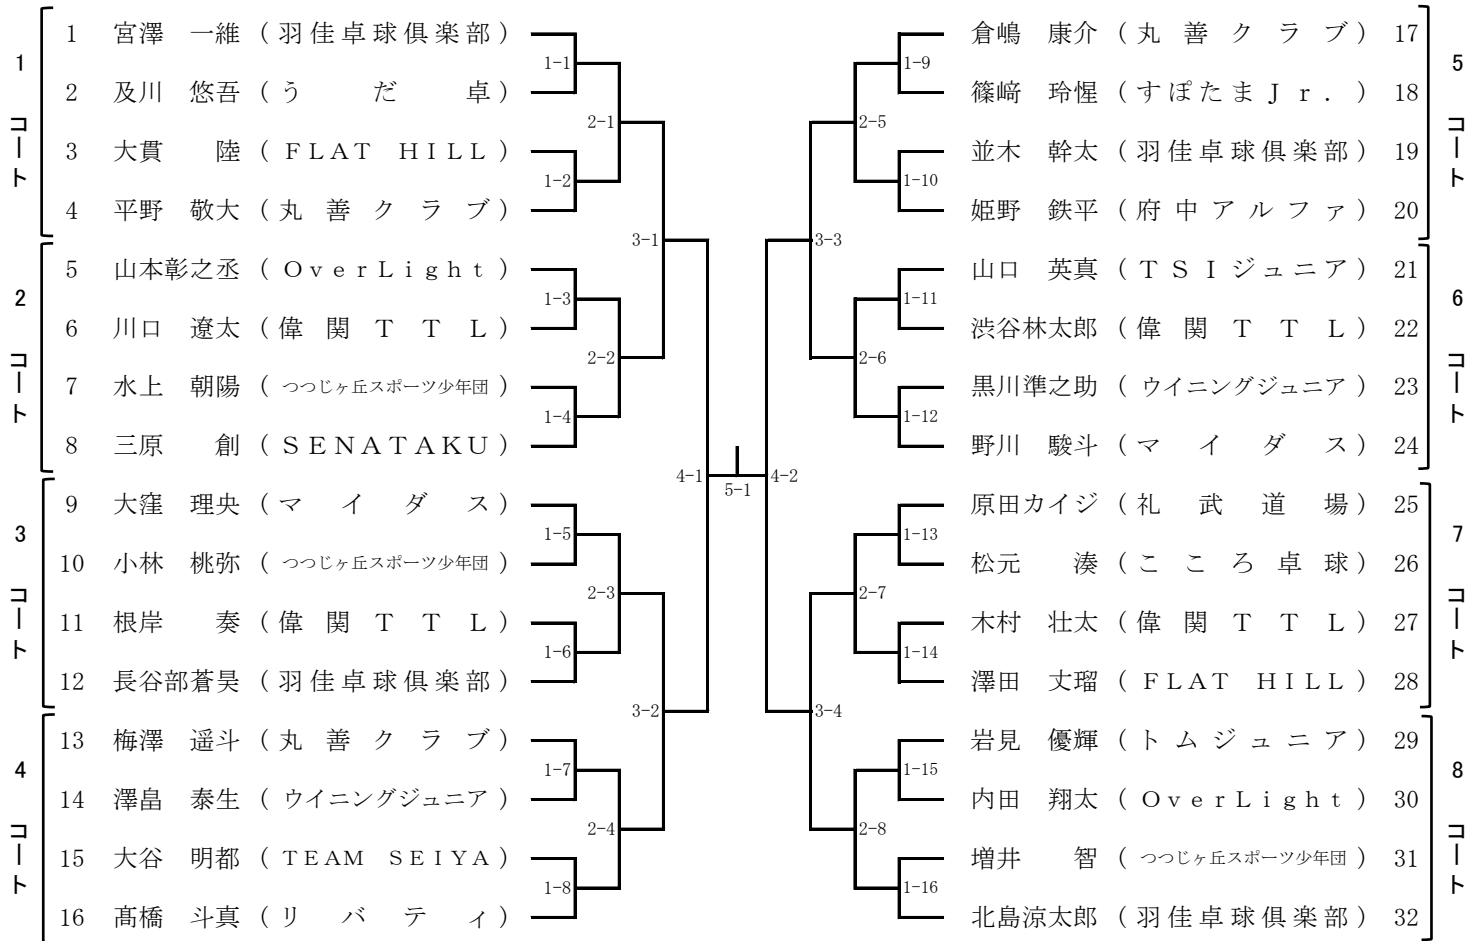 1 コート
1 宮澤 一維 (羽佳卓球倶楽部)
2 及川 悠吾 (うだ卓)
3 大貫 陸 (FLAT HILL)
4 平野 敬大 (丸善クラブ)
1-1
1-2
2-1
2 コート
5 山本彰之丞 (OverLight)
6 川口 遼太 (偉関TTL)
7 水上 朝陽 (つつじヶ丘スポーツ少年団)
8 三原 創 (SENATAKU)
1-3
1-4
2-2
3-1
3 コート
9 大窪 理央 (マイダス)
10 小林 桃弥 (つつじヶ丘スポーツ少年団)
11 根岸 奏 (偉関TTL)
12 長谷部蒼昊 (羽佳卓球倶楽部)
1-5
1-6
2-3
4 コート
13 梅澤 遥斗 (丸善クラブ)
14 澤畠 泰生 (ウイニングジュニア)
15 大谷 明都 (TEAM SEIYA)
16 髙橋 斗真 (リバティ)
1-7
1-8
2-4
3-2
4-1
5-1
4-2
倉嶋 康介 (丸善クラブ) 17
篠﨑 玲惺 (すぽたまJr.) 18
並木 幹太 (羽佳卓球倶楽部) 19
姫野 鉄平 (府中アルファ) 20
5 コート
1-9
1-10
2-5
3-3
山口 英真 (TSIジュニア) 21
渋谷林太郎 (偉関TTL) 22
黒川準之助 (ウイニングジュニア) 23
野川 駿斗 (マイダス) 24
6 コート
1-11
1-12
2-6
原田カイジ (礼武道場) 25
松元 湊 (こころ卓球) 26
木村 壮太 (偉関TTL) 27
澤田 丈瑠 (FLAT HILL) 28
7 コート
1-13
1-14
2-7
3-4
岩見 優輝 (トムジュニア) 29
内田 翔太 (OverLight) 30
増井 智 (つつじヶ丘スポーツ少年団) 31
北島涼太郎 (羽佳卓球倶楽部) 32
8 コート
1-15
1-16
2-8